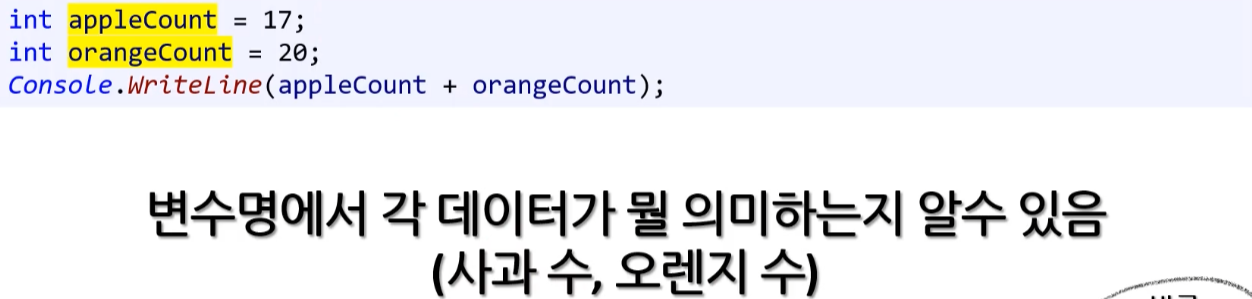 int appleCount = 17;
int orangeCount = 20;
Console.WriteLine(appleCount + orangeCount);
변수명에서 각 데이터가 뭘 의미하는지 알수 있음
(사과 수, 오렌지 수)